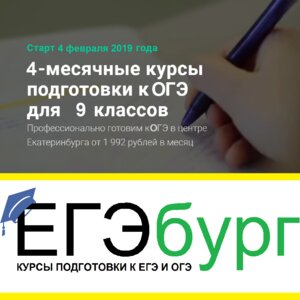 Старт 4 февраля 2019 года
4-месячные курсы
подготовки к ОГЭ
для 9 классов
Профессионально готовим кОГЭ в центре
Екатеринбурга от 1 992 рублей в месяц
ЕГЭбург
КУРСЫ ПОДГОТОВКИ К ЕГЭ И ОГЭ